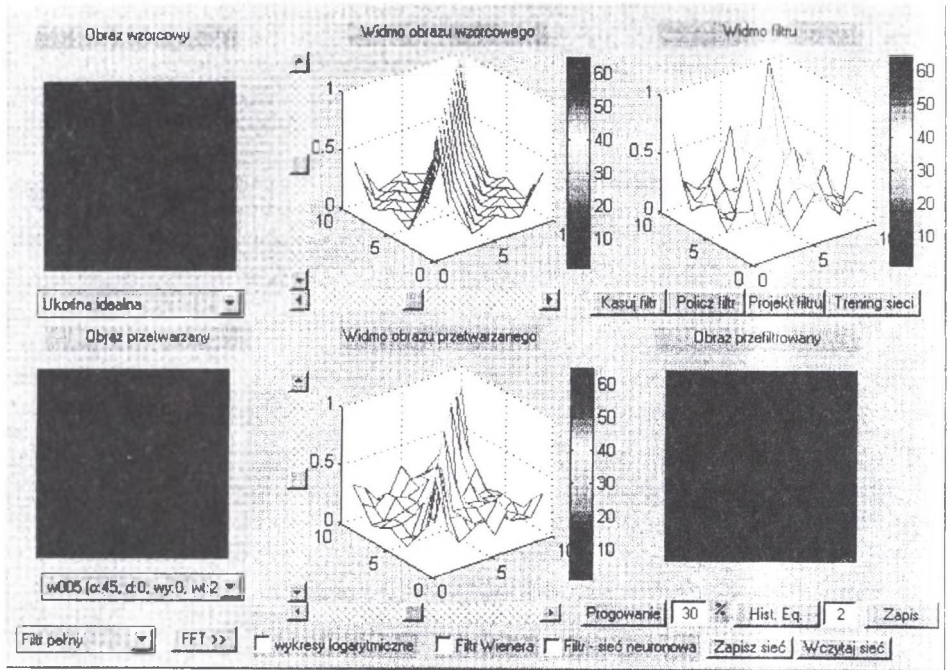 Obraz wzorcowy
Widmo obrazu wzorcowego
Widmo filtru
1
0.5
0
10
5
0
0
5
1
60
50
40
30
20
10
1
0.5
0
10
5
0
0
5
10
60
50
40
30
20
10
Ukośna idealna
Kasuj filtr
Policz filtr
Projekt filtru
Trening sieci
Obraz przetwarzany
Widmo obrazu przetwarzanego
Obraz przefiltrowany
1
0.5
0
10
5
0
0
5
10
60
50
40
30
20
10
w005 (α:45, d:0, wy:0, wt:2
Progowanie
30
%
Hist. Eq.
2
Zapis
Filtr pełny
FFT >>
wykresy logarytmiczne
Filtr Wienera
Filtr - sieć neuronowa
Zapisz sieć
Wczytaj sieć